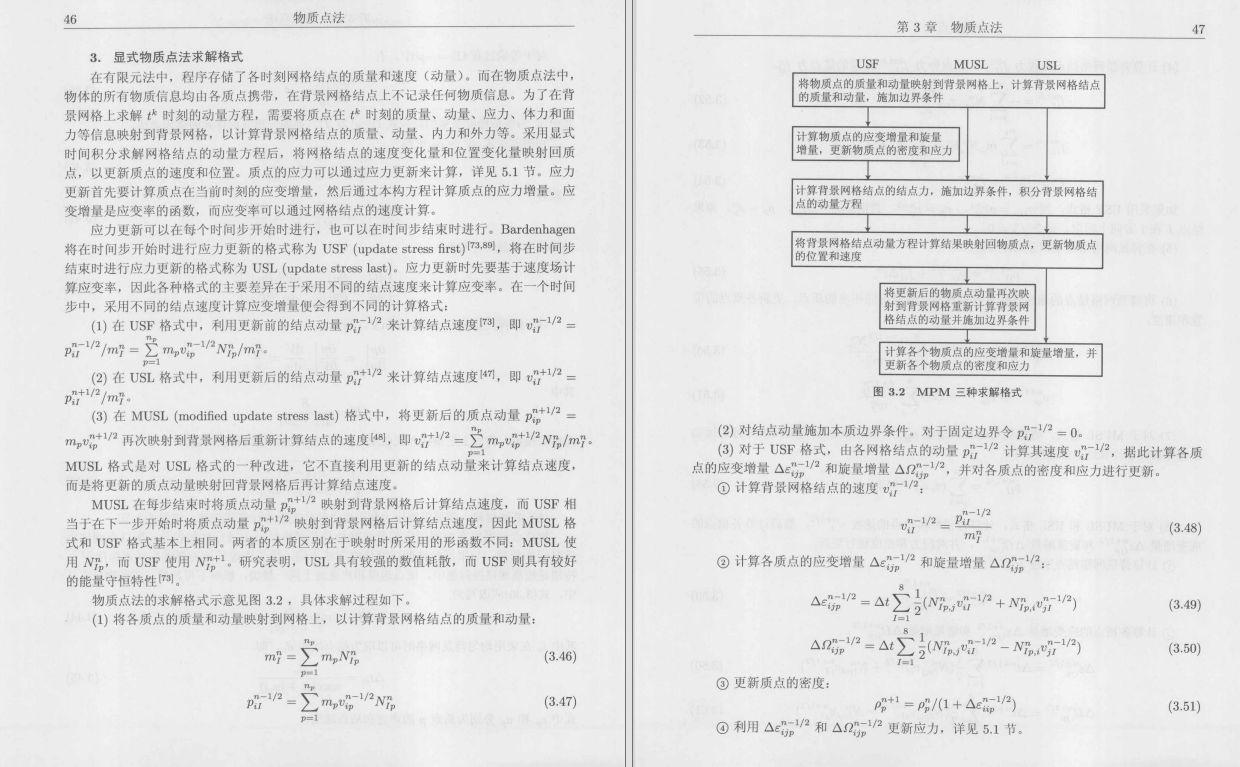 46 物质点法
3. 显式物质点法求解格式
在有限元法中，程序存储了各时刻网格结点的质量和速度（动量）。而在物质点法中，
物体的所有物质信息均由各质点携带，在背景网格结点上不记录任何物质信息。为了在背
景网格上求解 t^k 时刻的动量方程，需要将质点在 t^k 时刻的质量、动量、应力、体力和面
力等信息映射到背景网格，以计算背景网格结点的质量、动量、内力和外力等。采用显式
时间积分求解网格结点的动量方程后，将网格结点的速度变化量和位置变化量映射回质
点，以更新质点的速度和位置。质点的应力可以通过应力更新来计算，详见 5.1 节。应力
更新首先要计算质点在当前时刻的应变增量，然后通过本构方程计算质点的应力增量。应
变增量是应变率的函数，而应变率可以通过网格结点的速度计算。
应力更新可以在每个时间步开始时进行，也可以在时间步结束时进行。Bardenhagen
将在时间步开始时进行应力更新的格式称为 USF (update stress first)[73,89]，将在时间步
结束时进行应力更新的格式称为 USL (update stress last)。应力更新时先要基于速度场计
算应变率，因此各种格式的主要差异在于采用不同的结点速度来计算应变率。在一个时间
步中，采用不同的结点速度计算应变增量便会得到不同的计算格式：
(1) 在 USF 格式中，利用更新前的结点动量 p_{iI}^{n−1/2} 来计算结点速度[73]，即 v_{iI}^{n−1/2} =
p_{iI}^{n−1/2}/m_I^n = ∑_{p=1}^{n_p} m_p v_{ip}^{n−1/2} N_{Ip}^n/m_I^n。
(2) 在 USL 格式中，利用更新后的结点动量 p_{iI}^{n+1/2} 来计算结点速度[47]，即 v_{iI}^{n+1/2} =
p_{iI}^{n+1/2}/m_I^n。
(3) 在 MUSL (modified update stress last) 格式中，将更新后的质点动量 p_{ip}^{n+1/2} =
m_p v_{ip}^{n+1/2} 再次映射到背景网格后重新计算结点的速度[48]，即 v_{iI}^{n+1/2} = ∑_{p=1}^{n_p} m_p v_{ip}^{n+1/2} N_{Ip}^n/m_I^n。
MUSL 格式是对 USL 格式的一种改进，它不直接利用更新的结点动量来计算结点速度，
而是将更新的质点动量映射回背景网格后再计算结点速度。
MUSL 在每步结束时将质点动量 p_{ip}^{n+1/2} 映射到背景网格后计算结点速度，而 USF 相
当于在下一步开始时将质点动量 p_{ip}^{n+1/2} 映射到背景网格后计算结点速度，因此 MUSL 格
式和 USF 格式基本上相同。两者的本质区别在于映射时所采用的形函数不同：MUSL 使
用 N_{Ip}^n，而 USF 使用 N_{Ip}^{n+1}。研究表明，USL 具有较强的数值耗散，而 USF 则具有较好
的能量守恒特性[73]。
物质点法的求解格式示意见图 3.2 ，具体求解过程如下。
(1) 将各质点的质量和动量映射到网格上，以计算背景网格结点的质量和动量：
m_I^n = ∑_{p=1}^{n_p} m_p N_{Ip}^n (3.46)
p_{iI}^{n−1/2} = ∑_{p=1}^{n_p} m_p v_{ip}^{n−1/2} N_{Ip}^n (3.47)
第 3 章 物质点法 47
USF MUSL USL
将物质点的质量和动量映射到背景网格上，计算背景网格结点
的质量和动量，施加边界条件
计算物质点的应变增量和旋量
增量，更新物质点的密度和应力
计算背景网格结点的结点力，施加边界条件，积分背景网格结
点的动量方程
将背景网格结点动量方程计算结果映射回物质点，更新物质点
的位置和速度
将更新后的物质点动量再次映
射到背景网格重新计算背景网
格结点的动量并施加边界条件
计算各个物质点的应变增量和旋量增量，并
更新各个物质点的密度和应力
图 3.2 MPM 三种求解格式
(2) 对结点动量施加本质边界条件。对于固定边界令 p_{iI}^{n−1/2} = 0。
(3) 对于 USF 格式，由各网格结点的动量 p_{iI}^{n−1/2} 计算其速度 v_{iI}^{n−1/2}，据此计算各质
点的应变增量 Δε_{ijp}^{n−1/2} 和旋量增量 ΔΩ_{ijp}^{n−1/2}，并对各质点的密度和应力进行更新。
① 计算背景网格结点的速度 v_{iI}^{n−1/2}：
v_{iI}^{n−1/2} = p_{iI}^{n−1/2}/m_I^n (3.48)
② 计算各质点的应变增量 Δε_{ijp}^{n−1/2} 和旋量增量 ΔΩ_{ijp}^{n−1/2}：
Δε_{ijp}^{n−1/2} = Δt ∑_{I=1}^{8} 1/2 (N_{Ip,j}^n v_{iI}^{n−1/2} + N_{Ip,i}^n v_{jI}^{n−1/2}) (3.49)
ΔΩ_{ijp}^{n−1/2} = Δt ∑_{I=1}^{8} 1/2 (N_{Ip,j}^n v_{iI}^{n−1/2} − N_{Ip,i}^n v_{jI}^{n−1/2}) (3.50)
③ 更新质点的密度：
ρ_p^{n+1} = ρ_p^n/(1 + Δε_{iip}^{n−1/2}) (3.51)
④ 利用 Δε_{ijp}^{n−1/2} 和 ΔΩ_{ijp}^{n−1/2} 更新应力，详见 5.1 节。